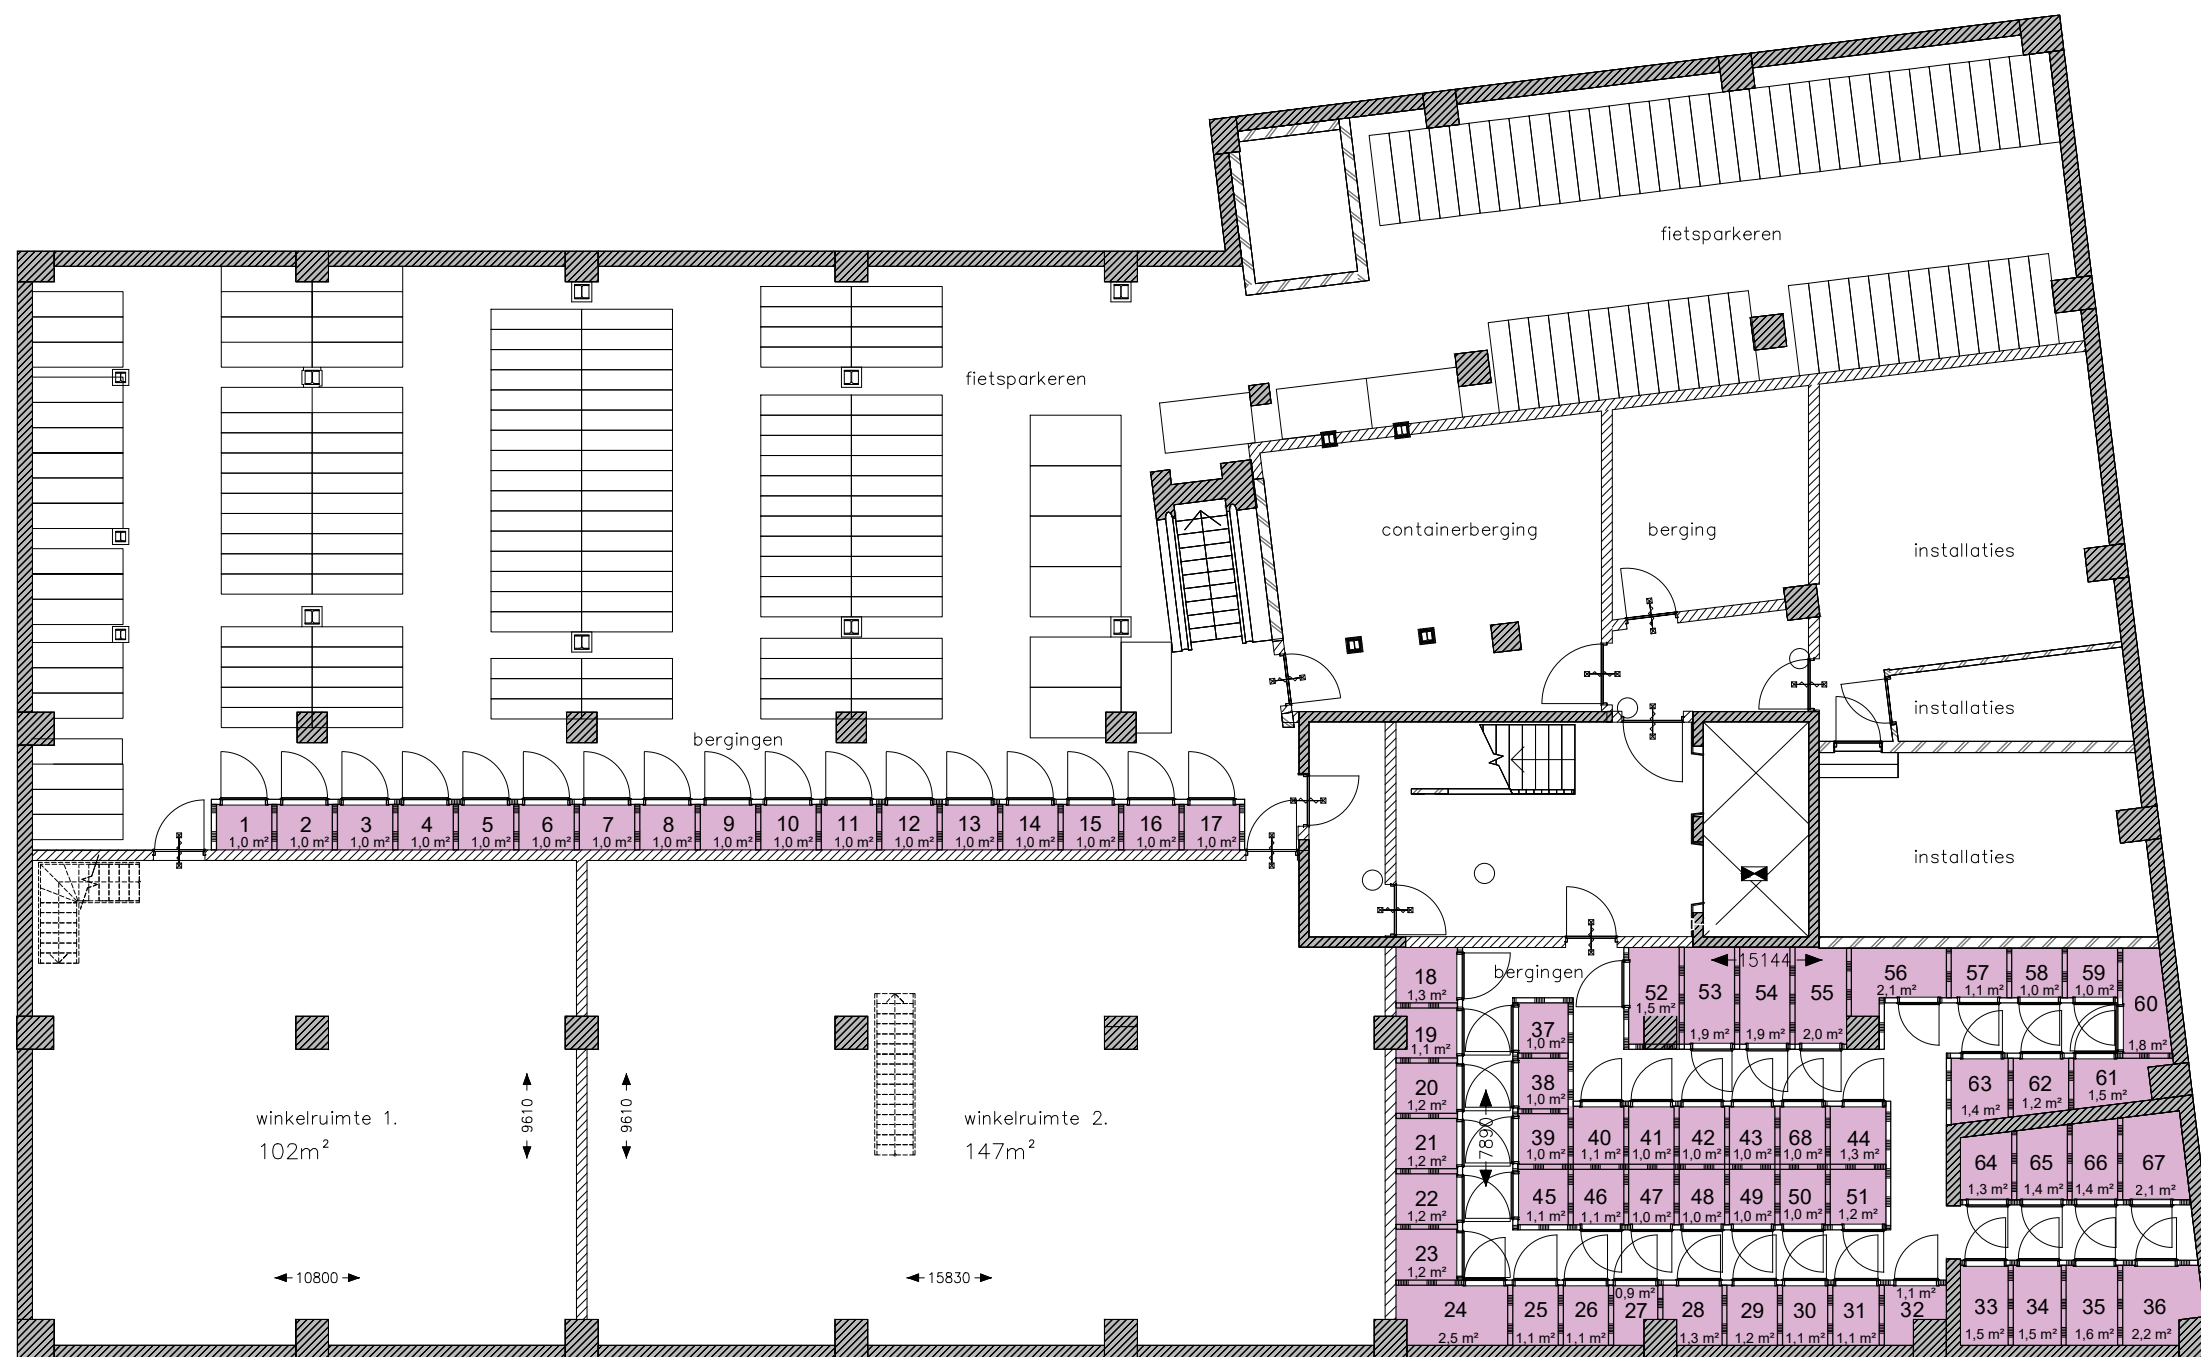 fietsparkeren
fietsparkeren
containerberging
berging
installaties
installaties
installaties
bergingen
1
1,0 m²
2
1,0 m²
3
1,0 m²
4
1,0 m²
5
1,0 m²
6
1,0 m²
7
1,0 m²
8
1,0 m²
9
1,0 m²
10
1,0 m²
11
1,0 m²
12
1,0 m²
13
1,0 m²
14
1,0 m²
15
1,0 m²
16
1,0 m²
17
1,0 m²
winkelruimte 1.
102m²
9610
9610
10800
winkelruimte 2.
147m²
15830
bergingen
15144
7890
18
1,3 m²
19
1,1 m²
20
1,2 m²
21
1,2 m²
22
1,2 m²
23
1,2 m²
24
2,5 m²
25
1,1 m²
26
1,1 m²
0,9 m²
27
28
1,3 m²
29
1,2 m²
30
1,1 m²
31
1,1 m²
1,1 m²
32
33
1,5 m²
34
1,5 m²
35
1,6 m²
36
2,2 m²
37
1,0 m²
38
1,0 m²
39
1,0 m²
40
1,1 m²
41
1,0 m²
42
1,0 m²
43
1,0 m²
68
1,0 m²
44
1,3 m²
45
1,1 m²
46
1,1 m²
47
1,0 m²
48
1,0 m²
49
1,0 m²
50
1,0 m²
51
1,2 m²
52
1,5 m²
53
1,9 m²
54
1,9 m²
55
2,0 m²
56
2,1 m²
57
1,1 m²
58
1,0 m²
59
1,0 m²
60
1,8 m²
61
1,5 m²
62
1,2 m²
63
1,4 m²
64
1,3 m²
65
1,4 m²
66
1,4 m²
67
2,1 m²